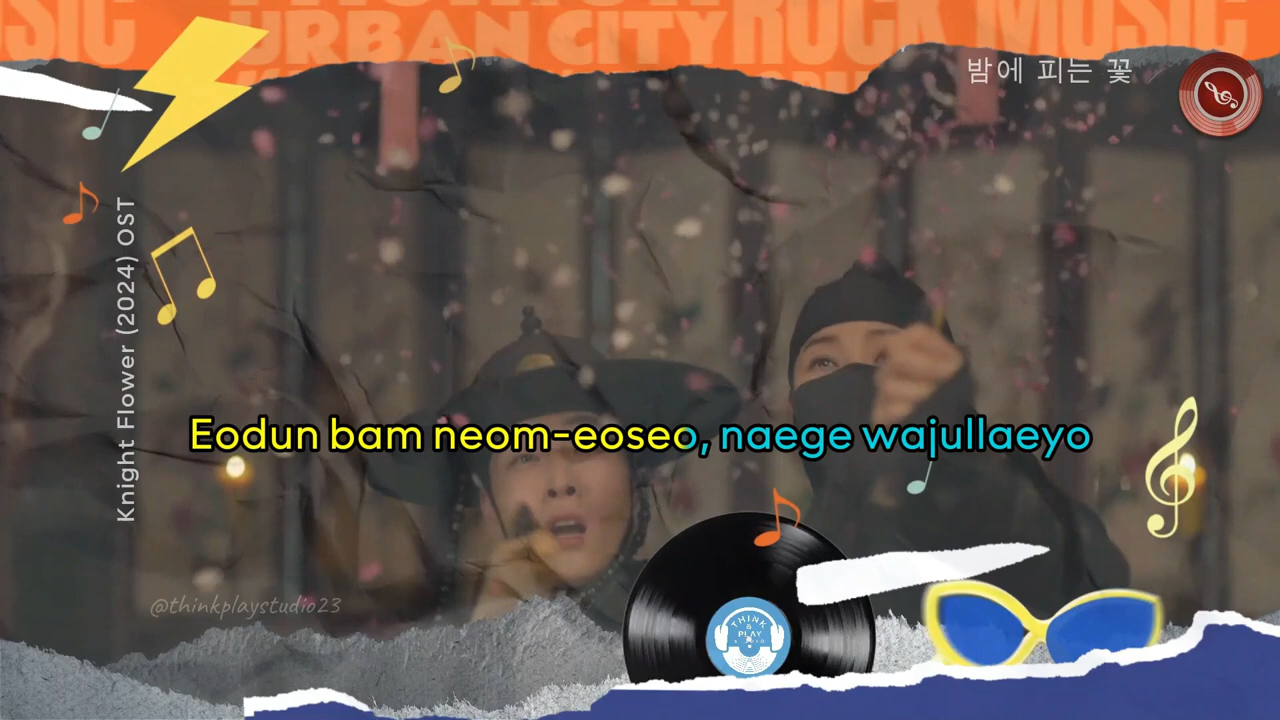 URBAN CITY ROCK MUSIC
밤에 피는 꽃
Knight Flower (2024) OST
Eodun bam neom-eoseo, naege wajullaeyo
@thinkplaystudio23
THINK
&
PLAY
STUDIO